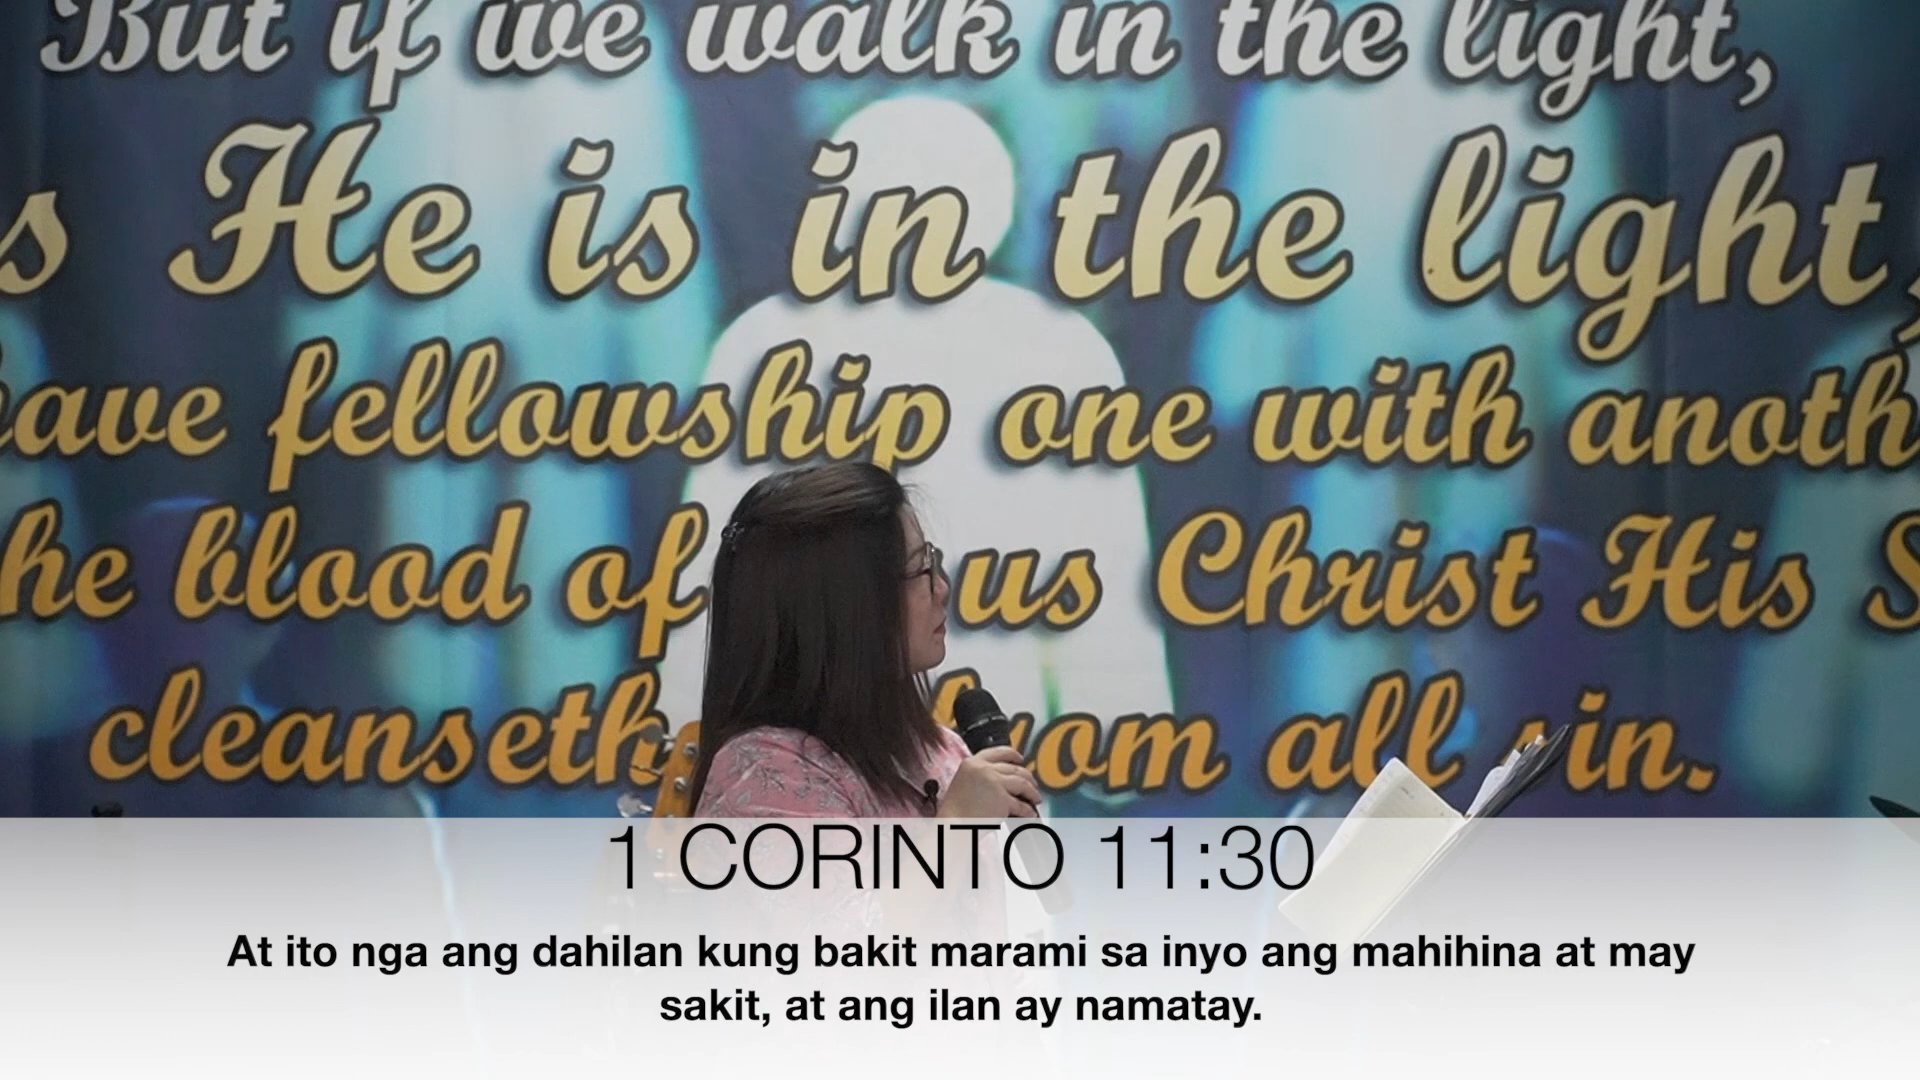 But if we walk in the light,
s He is in the light,
ave fellowship one with anoth
he blood of us Christ His S
cleanseth all in.
1 CORINTO 11:30
At ito nga ang dahilan kung bakit marami sa inyo ang mahihina at may
sakit, at ang ilan ay namatay.